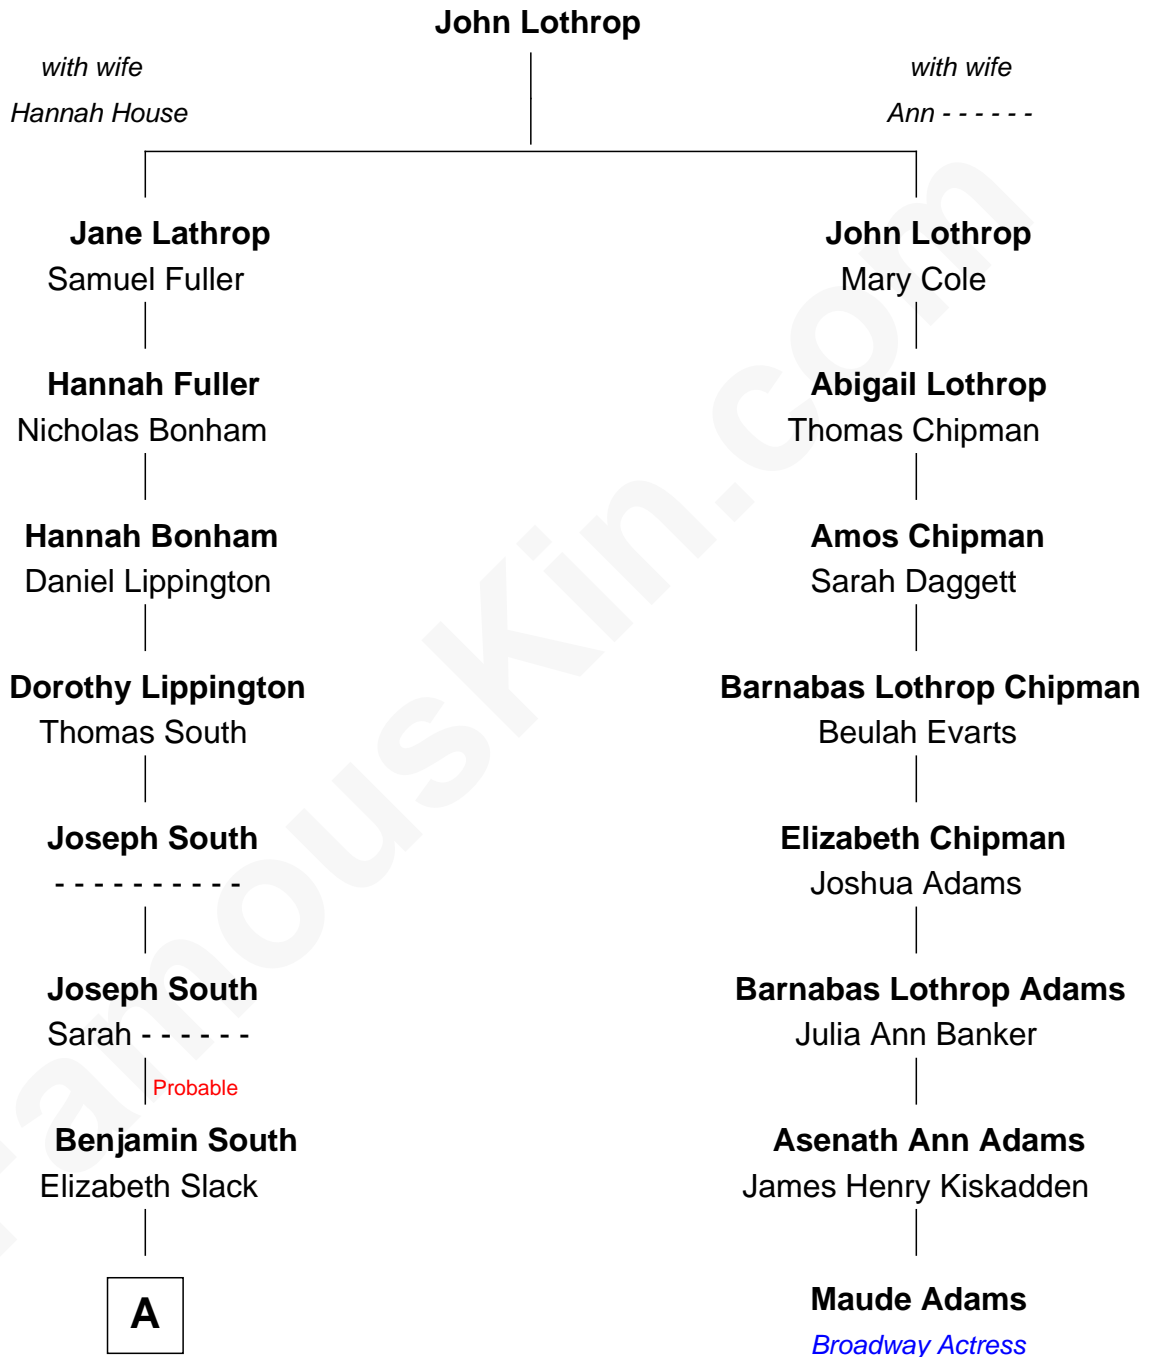 John Lothrop
with wife
Hannah House
with wife
Ann - - - - - -
Jane Lathrop
Samuel Fuller
John Lothrop
Mary Cole
Hannah Fuller
Nicholas Bonham
Abigail Lothrop
Thomas Chipman
Hannah Bonham
Daniel Lippington
Amos Chipman
Sarah Daggett
Dorothy Lippington
Thomas South
Barnabas Lothrop Chipman
Beulah Evarts
Joseph South
- - - - - - - - - -
Elizabeth Chipman
Joshua Adams
Joseph South
Sarah - - - - - -
Barnabas Lothrop Adams
Julia Ann Banker
Probable
Benjamin South
Elizabeth Slack
Asenath Ann Adams
James Henry Kiskadden
A
Maude Adams
Broadway Actress
FamousKin.com